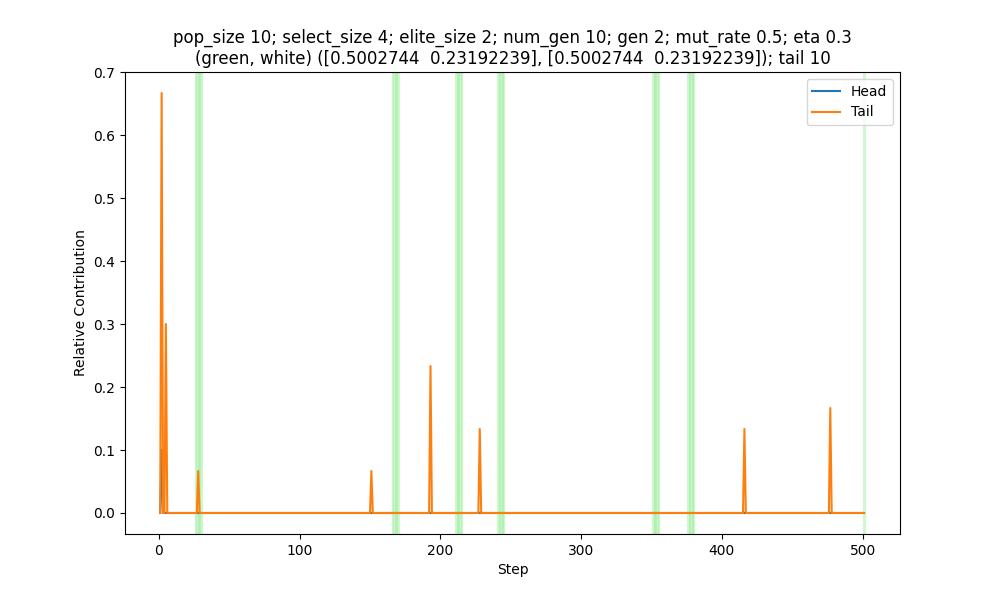 pop_size 10; select_size 4; elite_size 2; num_gen 10; gen 2; mut_rate 0.5; eta 0.3
(green, white) ([0.5002744  0.23192239], [0.5002744  0.23192239]); tail 10
Head
Tail
Relative Contribution
0.7
0.6
0.5
0.4
0.3
0.2
0.1
0.0
0
100
200
300
400
500
Step